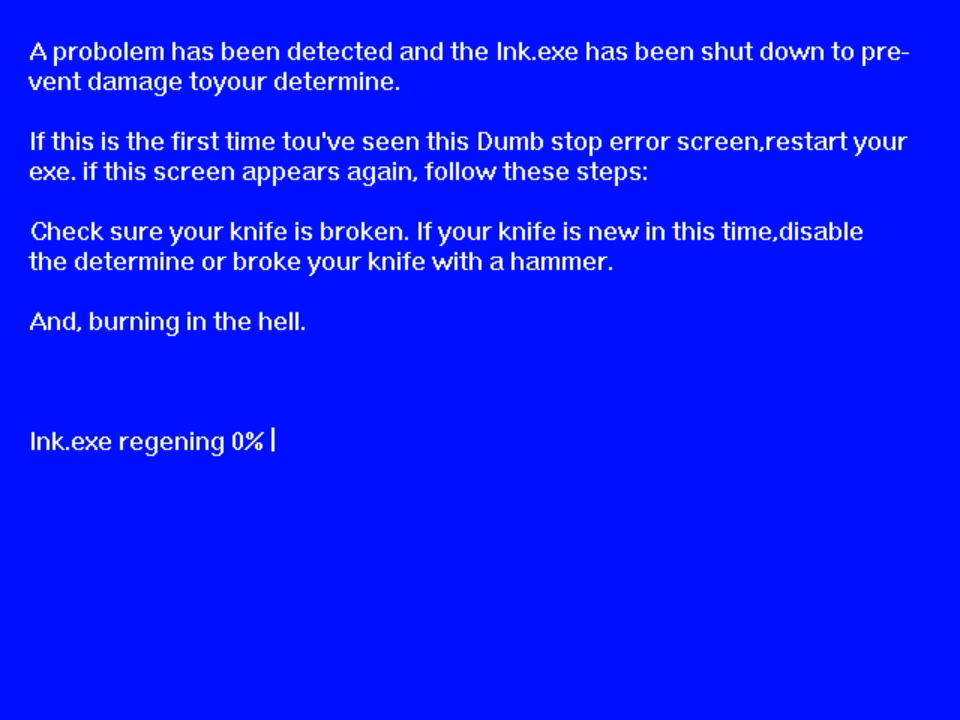 A probolem has been detected and the Ink.exe has been shut down to pre-
vent damage toyour determine.
If this is the first time tou've seen this Dumb stop error screen,restart your
exe. if this screen appears again, follow these steps:
Check sure your knife is broken. If your knife is new in this time,disable
the determine or broke your knife with a hammer.
And, burning in the hell.
Ink.exe regening 0% |